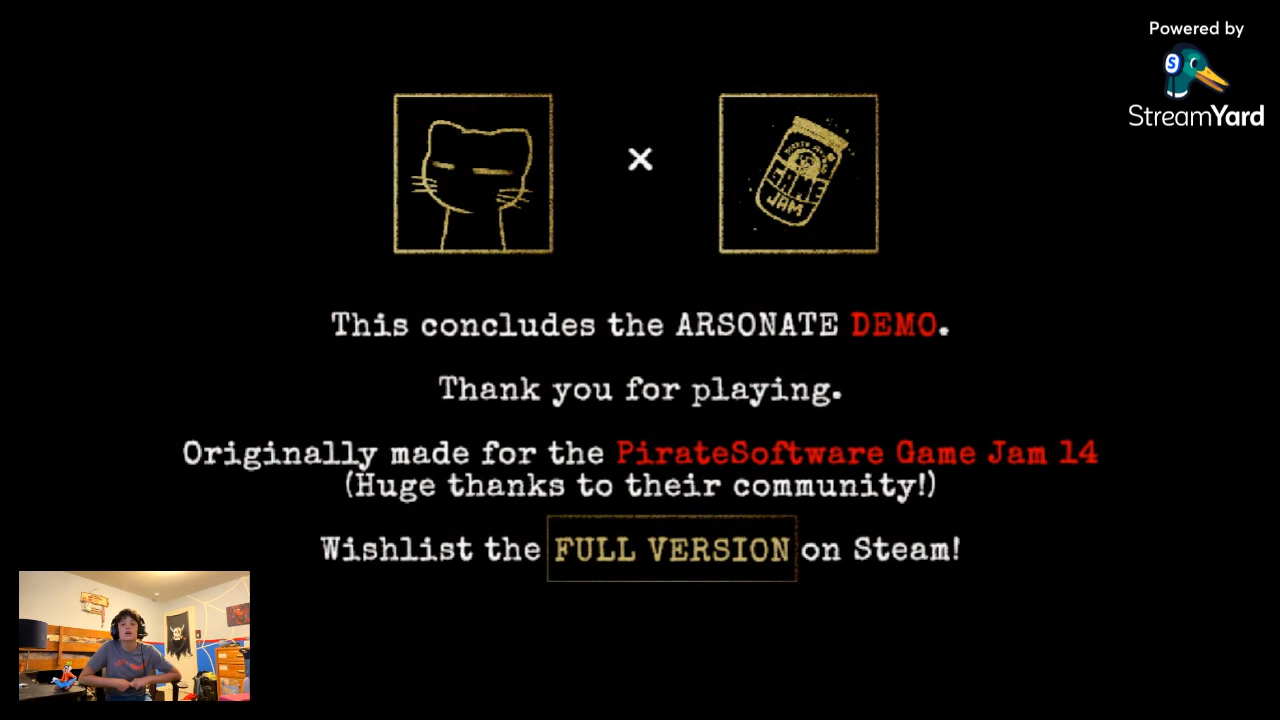 Powered by
StreamYard
×
GAME
JAM
This concludes the ARSONATE DEMO.
Thank you for playing.
Originally made for the PirateSoftware Game Jam 14
(Huge thanks to their community!)
Wishlist the FULL VERSION on Steam!